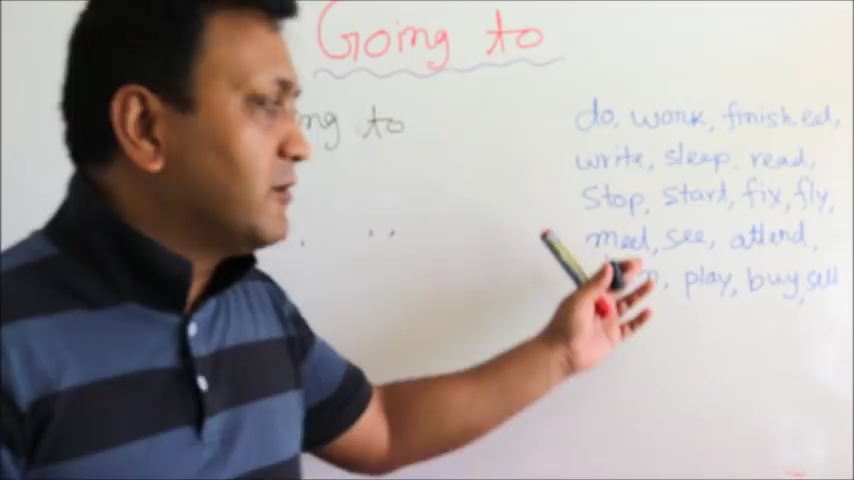 Going to
to
do, work, finished,
write, sleep, read,
Stop, start, fix, fly,
meet, see, attend,
play, buy, sell